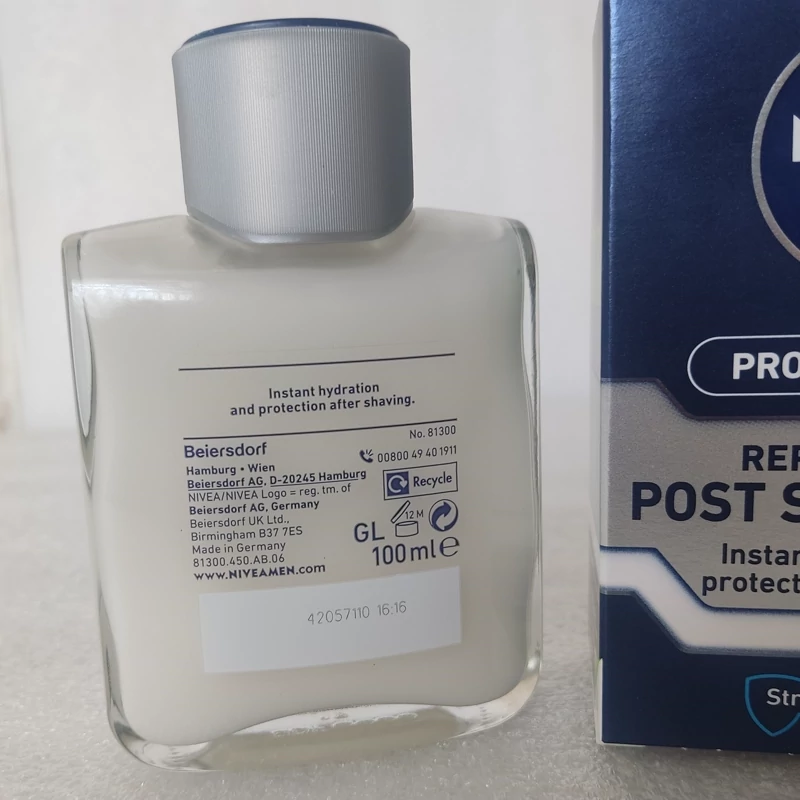 Instant hydration
and protection after shaving.
No. 81300
Beiersdorf
00800 49 40 1911
Hamburg • Wien
Beiersdorf AG, D-20245 Hamburg
Recycle
NIVEA/NIVEA Logo = reg. tm. of
Beiersdorf AG, Germany
Beiersdorf UK Ltd.,
Birmingham B37 7ES
Made in Germany
81300.450.AB.06
www.NIVEAMEN.com
12 M
GL
100 ml e
42057110 16:16
PRO
REP
POST S
Instan
protect
Str